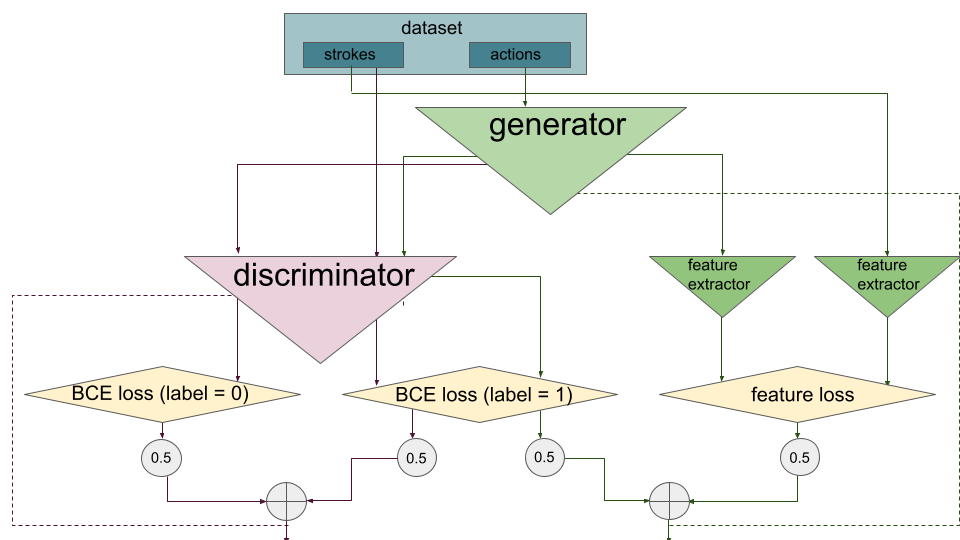 dataset
strokes
actions
generator
discriminator
feature
extractor
feature
extractor
BCE loss (label = 0)
BCE loss (label = 1)
feature loss
0.5
0.5
0.5
0.5